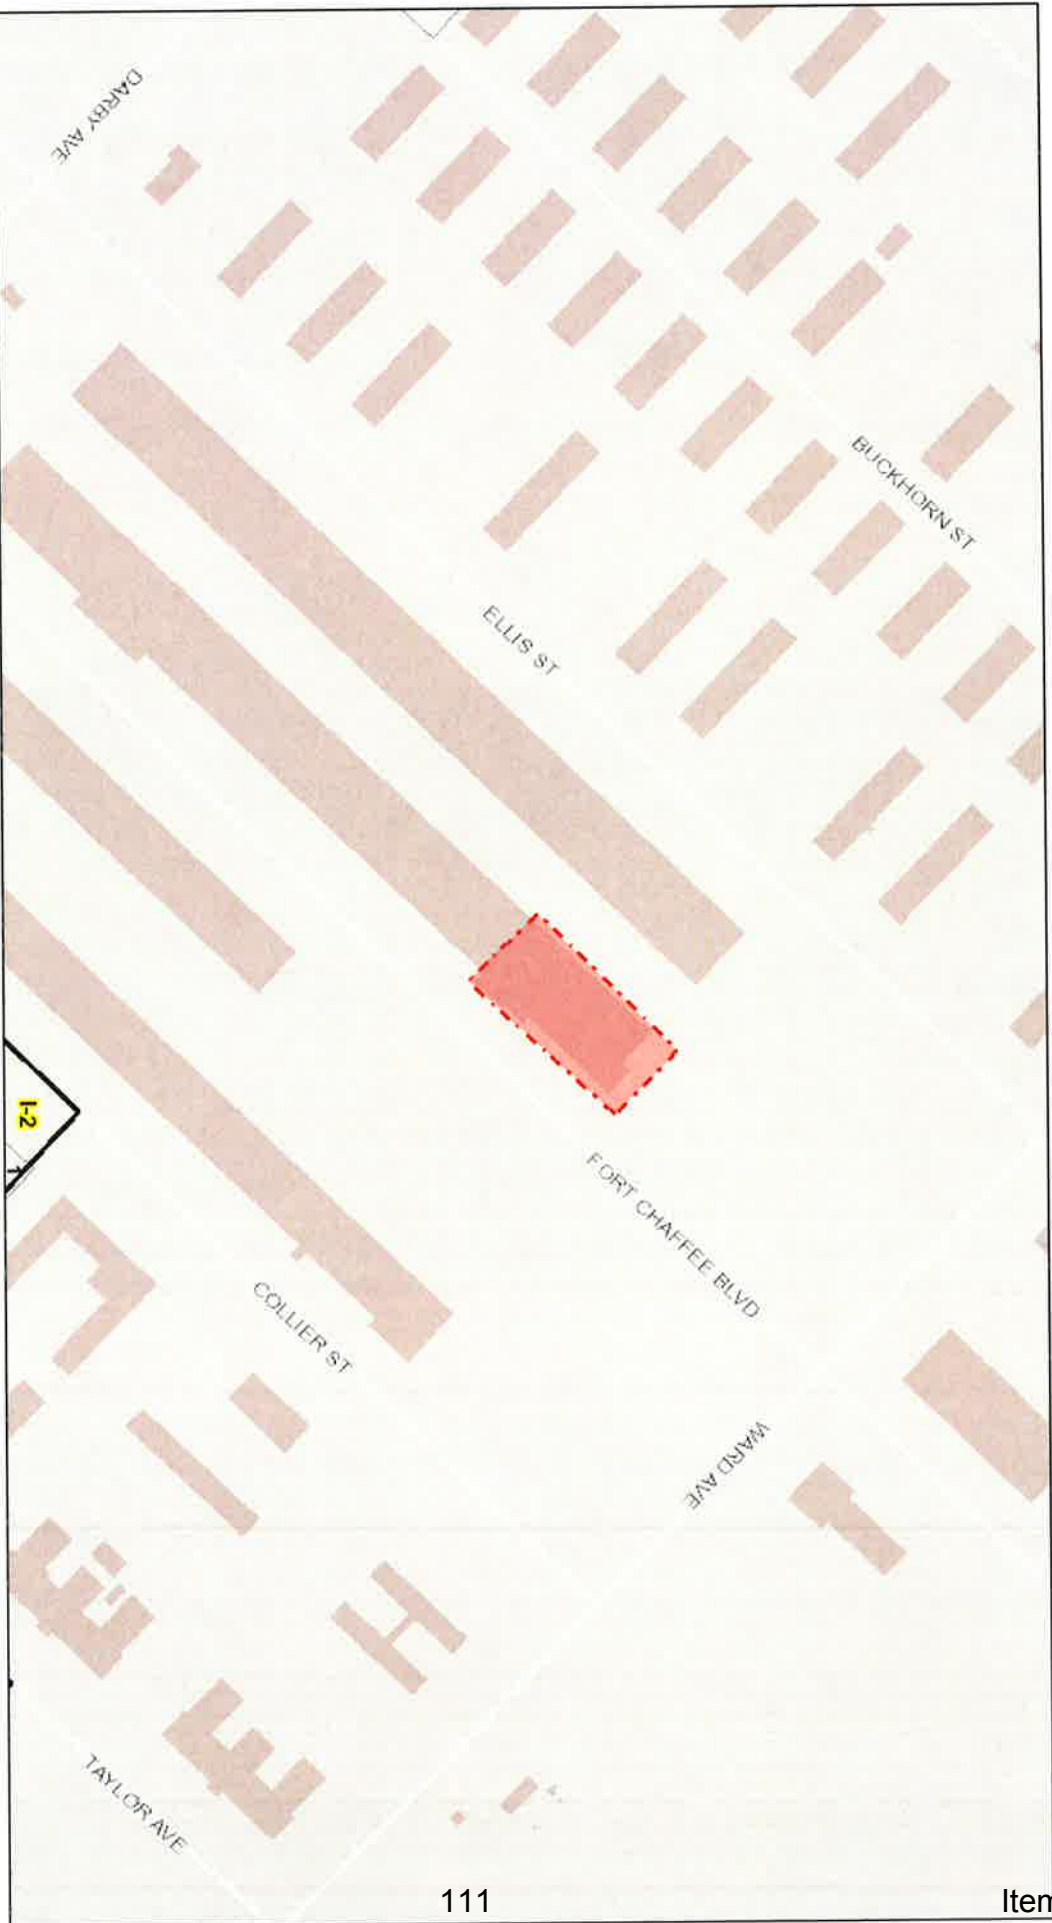 DARBY AVE
BUCKHORN ST
ELLIS ST
I-2
FORT CHAFFEE BLVD
COLLIER ST
WARD AVE
TAYLOR AVE
111
Item